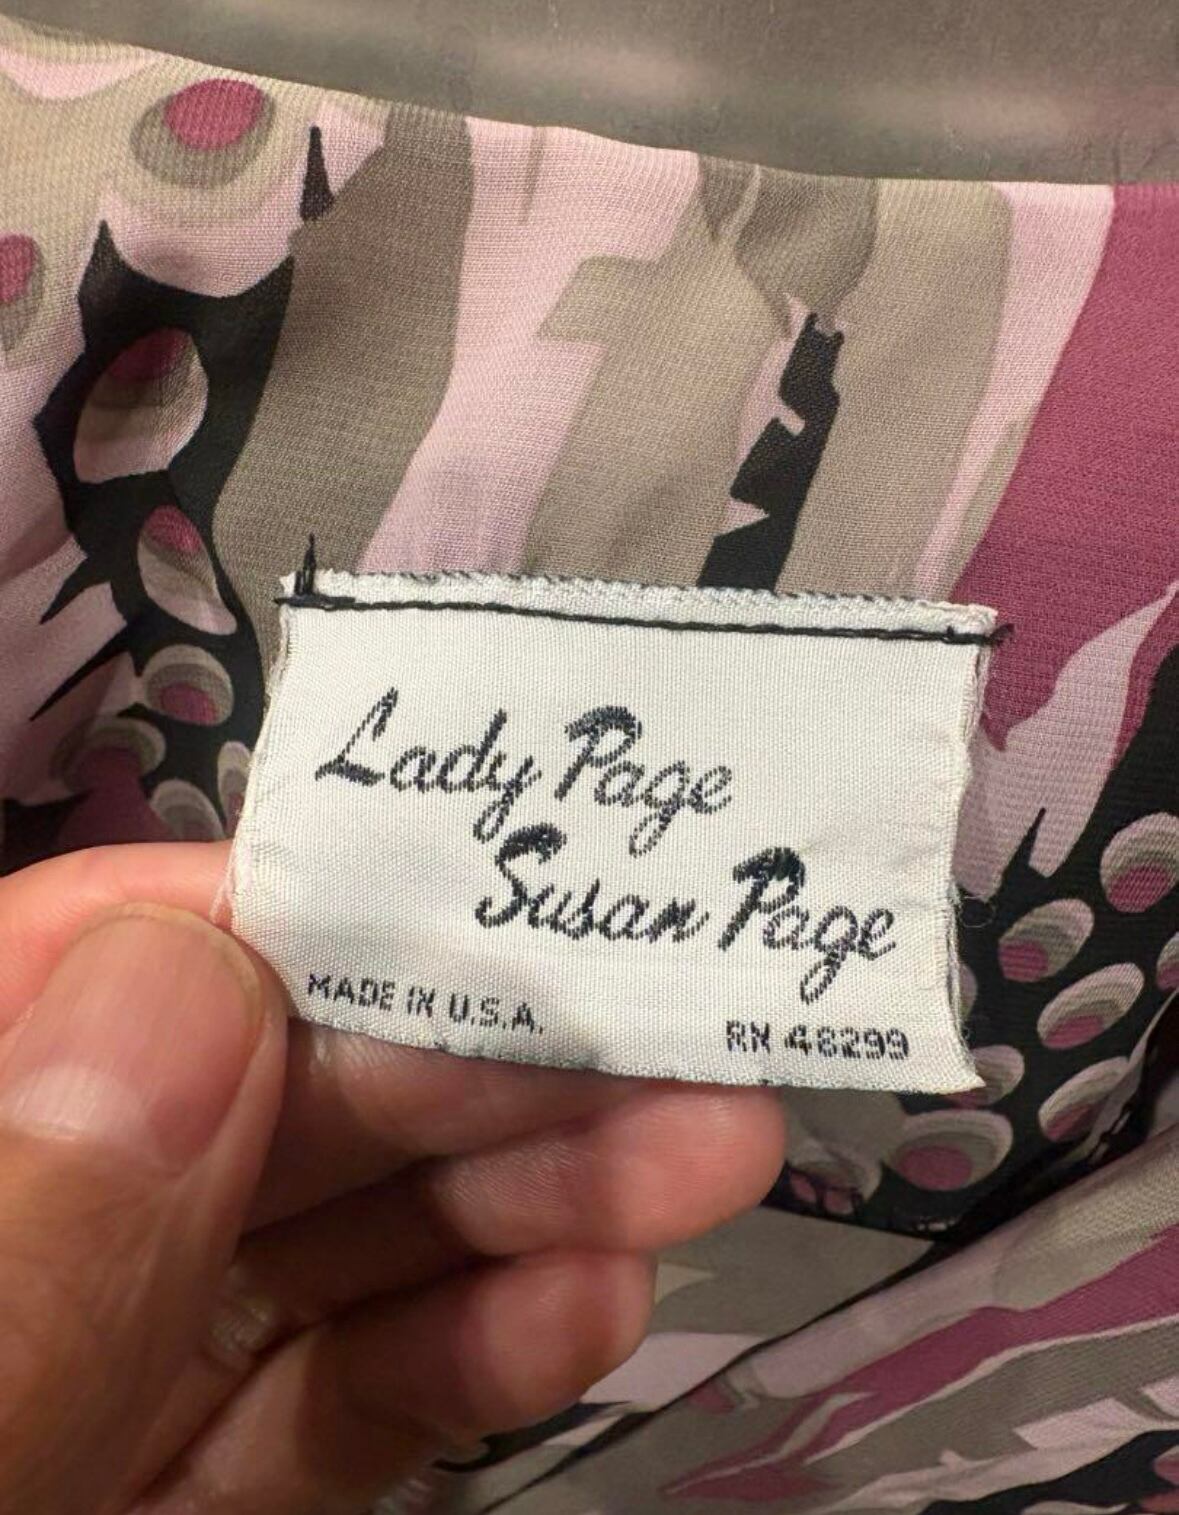 Lady Page
Susan Page
MADE IN U.S.A.
RN 48299